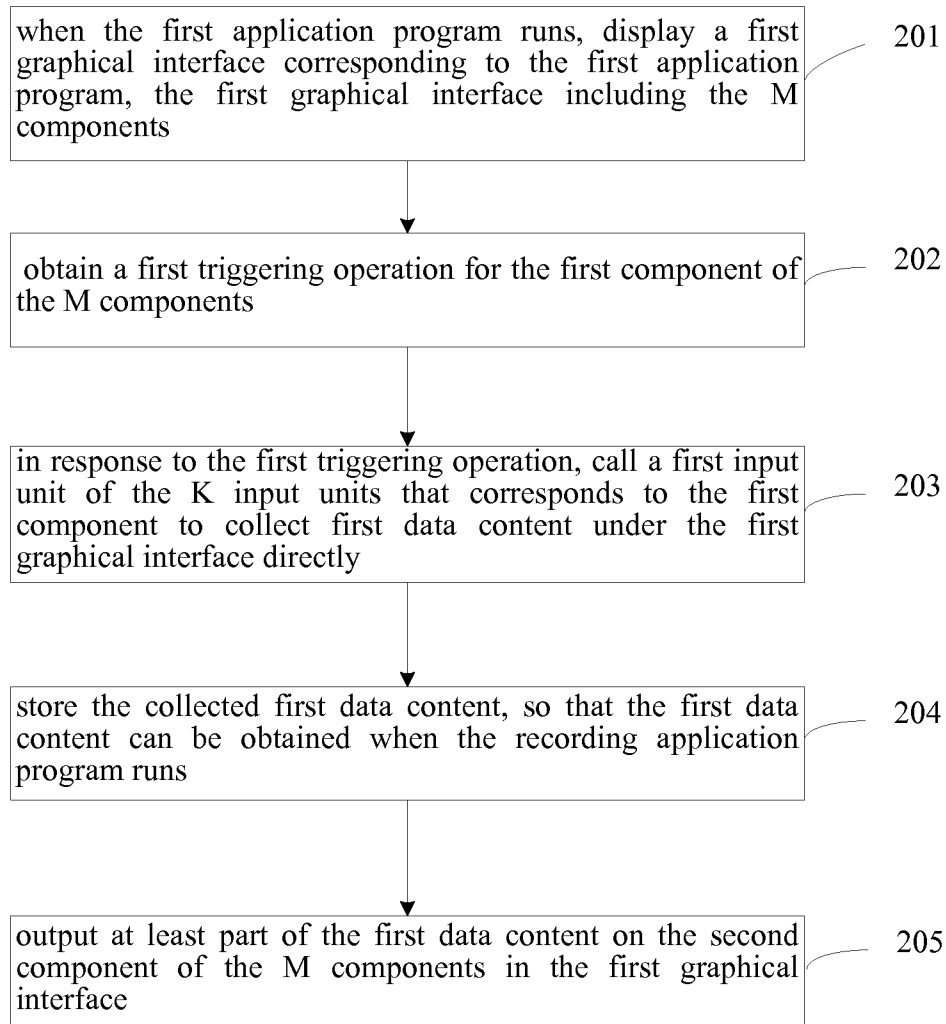 when the first application program runs, display a first
graphical interface corresponding to the first application
program, the first graphical interface including the M
components
201
obtain a first triggering operation for the first component of
the M components
202
in response to the first triggering operation, call a first input
unit of the K input units that corresponds to the first
component to collect first data content under the first
graphical interface directly
203
store the collected first data content, so that the first data
content can be obtained when the recording application
program runs
204
output at least part of the first data content on the second
component of the M components in the first graphical
interface
205